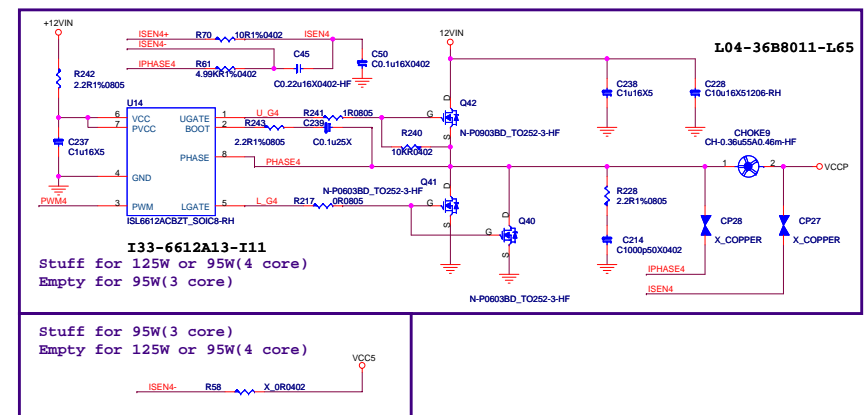 +12VIN
ISEN4+ R70 10R1%0402 ISEN4
ISEN4-
IPHASE4 R61 4.99KR1%0402
C45 C0.22u16X0402-HF
C50 C0.1u16X0402
12VIN
L04-36B8011-L65
R242 2.2R1%0805
C237 C1u16X5
U14
6 VCC
7 PVCC
4 GND
3 PWM
UGATE 1
BOOT 2
PHASE 8
LGATE 5
ISL6612ACBZT_SOIC8-RH
PWM4
U_G4 R241 1R0805
R243 2.2R1%0805
C239 C0.1u25X
R240 10KR0402
PHASE4
L_G4 R217 0R0805
Q42 D G S
N-P0903BD_TO252-3-HF
N-P0603BD_TO252-3-HF
Q41 D G S
Q40 D G S
N-P0603BD_TO252-3-HF
C238 C1u16X5
C228 C10u16X51206-RH
CHOKE9
CH-0.36u55A0.46m-HF
1 2 VCCP
R228 2.2R1%0805
C214 C1000p50X0402
CP28 X_COPPER
CP27 X_COPPER
IPHASE4
ISEN4
I33-6612A13-I11
Stuff for 125W or 95W(4 core)
Empty for 95W(3 core)
Stuff for 95W(3 core)
Empty for 125W or 95W(4 core)
VCC5
ISEN4- R58 X_0R0402